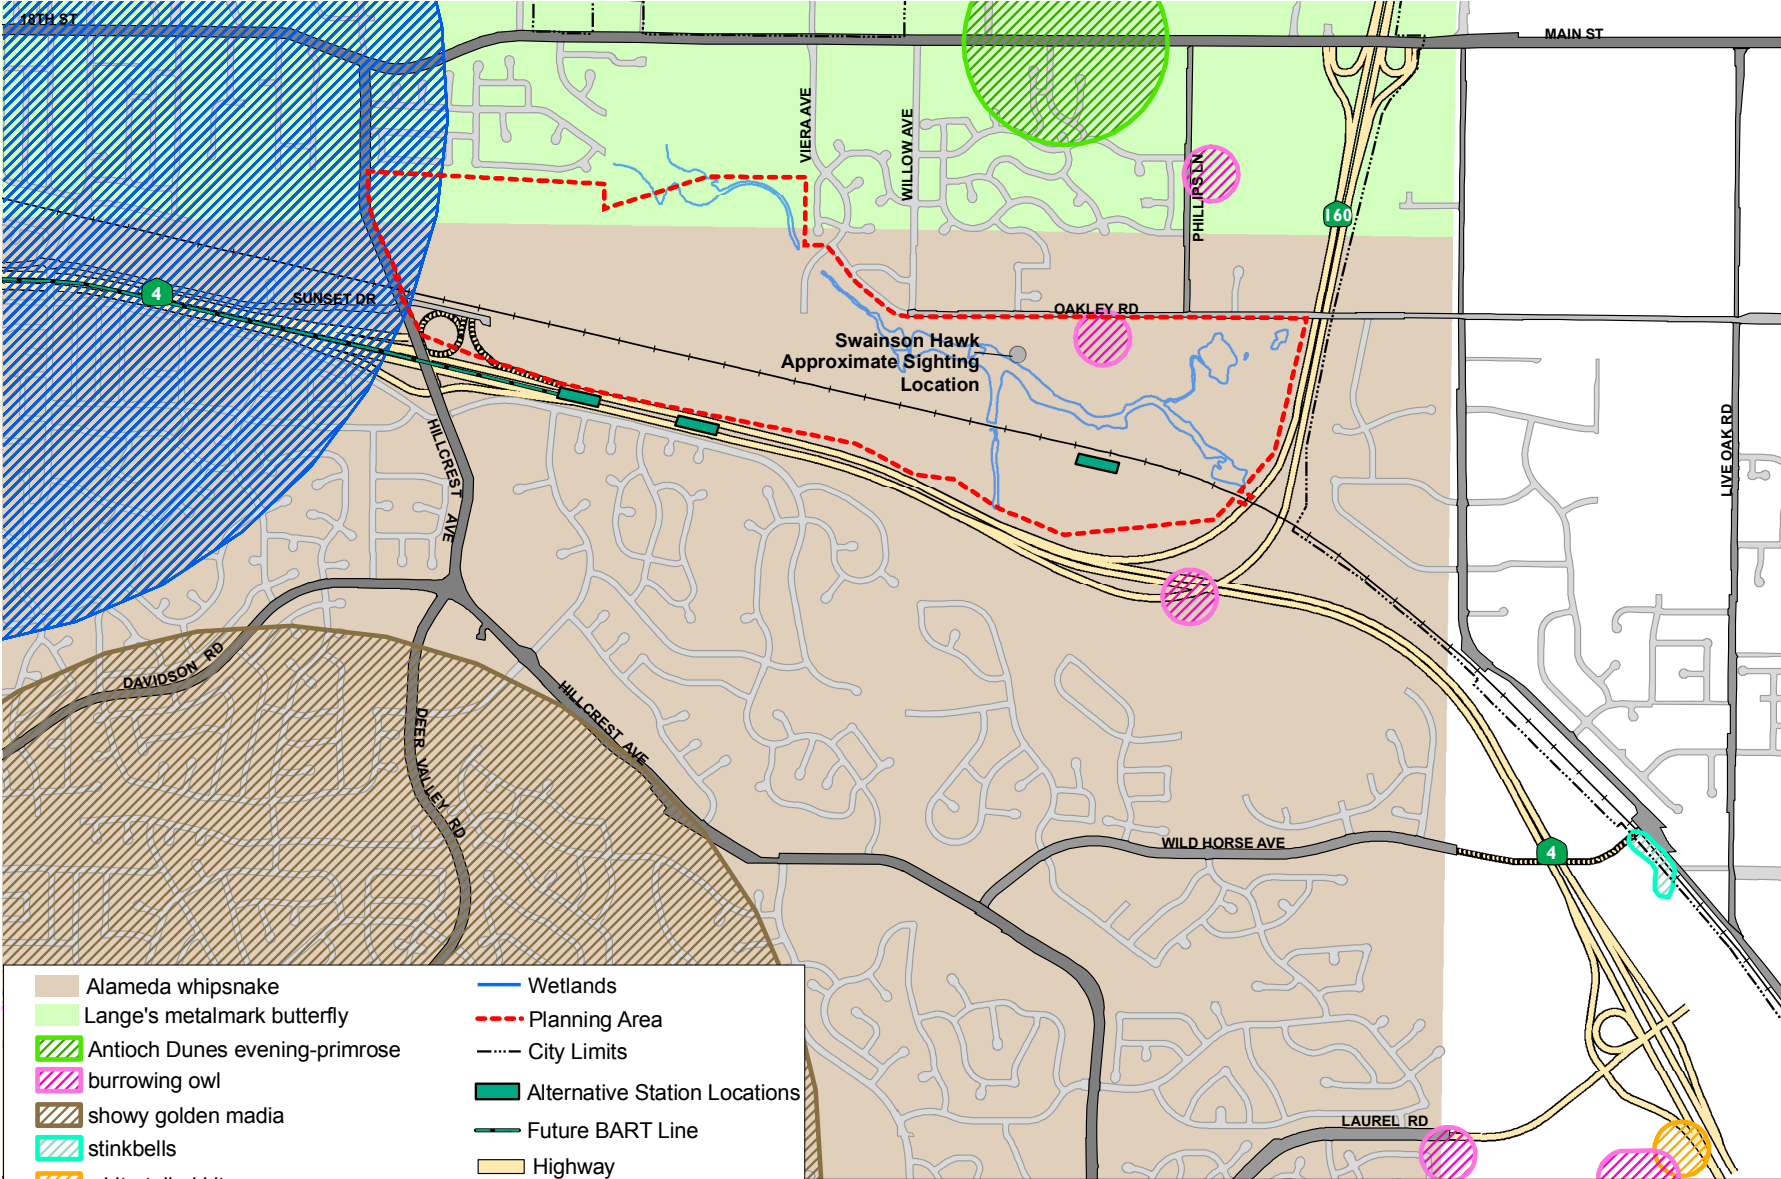 18TH ST
MAIN ST
VIERA AVE
WILLOW AVE
PHILLIPS LN
160
4
SUNSET DR
OAKLEY RD
Swainson Hawk
Approximate Sighting
Location
HILLCREST AVE
LIVE OAK RD
DAVIDSON RD
HILLCREST AVE
DEER VALLEY RD
WILD HORSE AVE
4
LAUREL RD
Alameda whipsnake
Lange's metalmark butterfly
Antioch Dunes evening-primrose
burrowing owl
showy golden madia
stinkbells
Wetlands
Planning Area
City Limits
Alternative Station Locations
Future BART Line
Highway